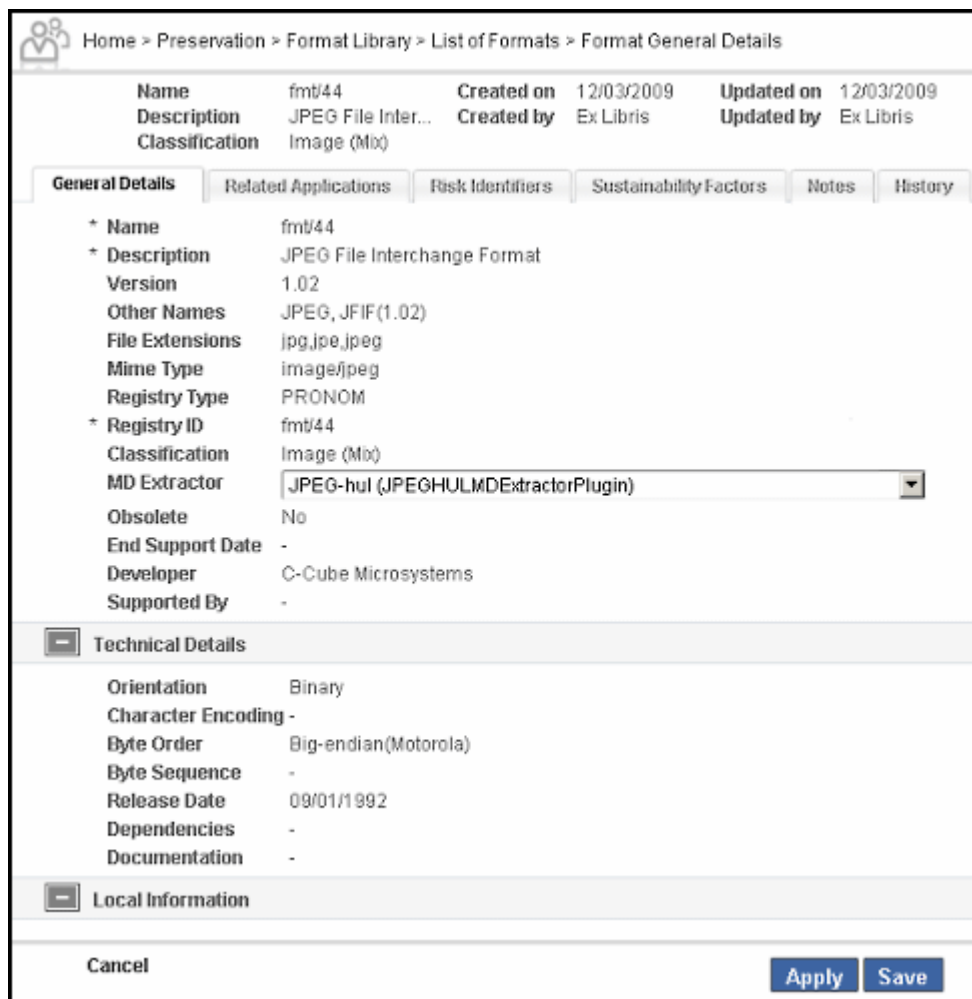 Home > Preservation > Format Library > List of Formats > Format General Details
Name fmt/44 Created on 12/03/2009 Updated on 12/03/2009
Description JPEG File Inter... Created by Ex Libris Updated by Ex Libris
Classification Image (Mix)
General Details Related Applications Risk Identifiers Sustainability Factors Notes History
* Name fmt/44
* Description JPEG File Interchange Format
Version 1.02
Other Names JPEG, JFIF(1.02)
File Extensions jpg,jpe,jpeg
Mime Type image/jpeg
Registry Type PRONOM
* Registry ID fmt/44
Classification Image (Mix)
MD Extractor JPEG-hul (JPEGHULMDExtractorPlugin)
Obsolete No
End Support Date -
Developer C-Cube Microsystems
Supported By -
Technical Details
Orientation Binary
Character Encoding -
Byte Order Big-endian(Motorola)
Byte Sequence -
Release Date 09/01/1992
Dependencies -
Documentation -
Local Information
Cancel Apply Save